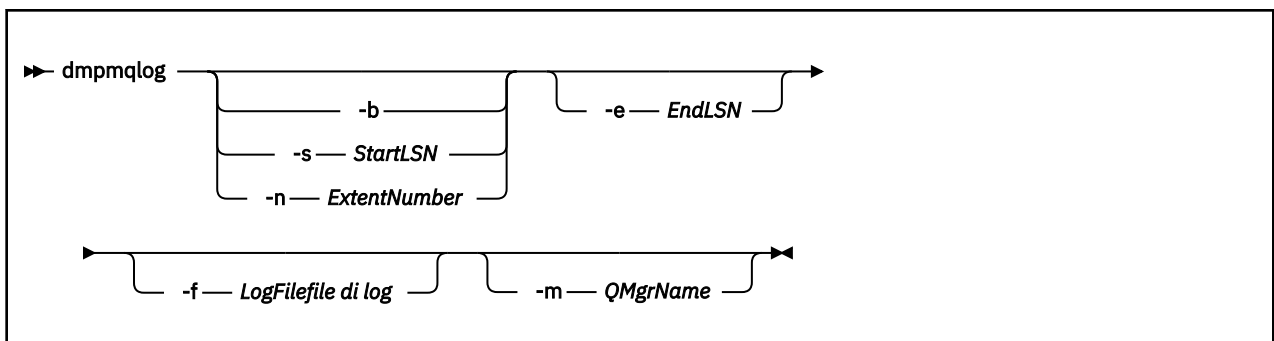 dmpmqlog
-b
-e EndLSN
-s StartLSN
-n ExtentNumber
-f LogFilefile di log
-m QMgrName